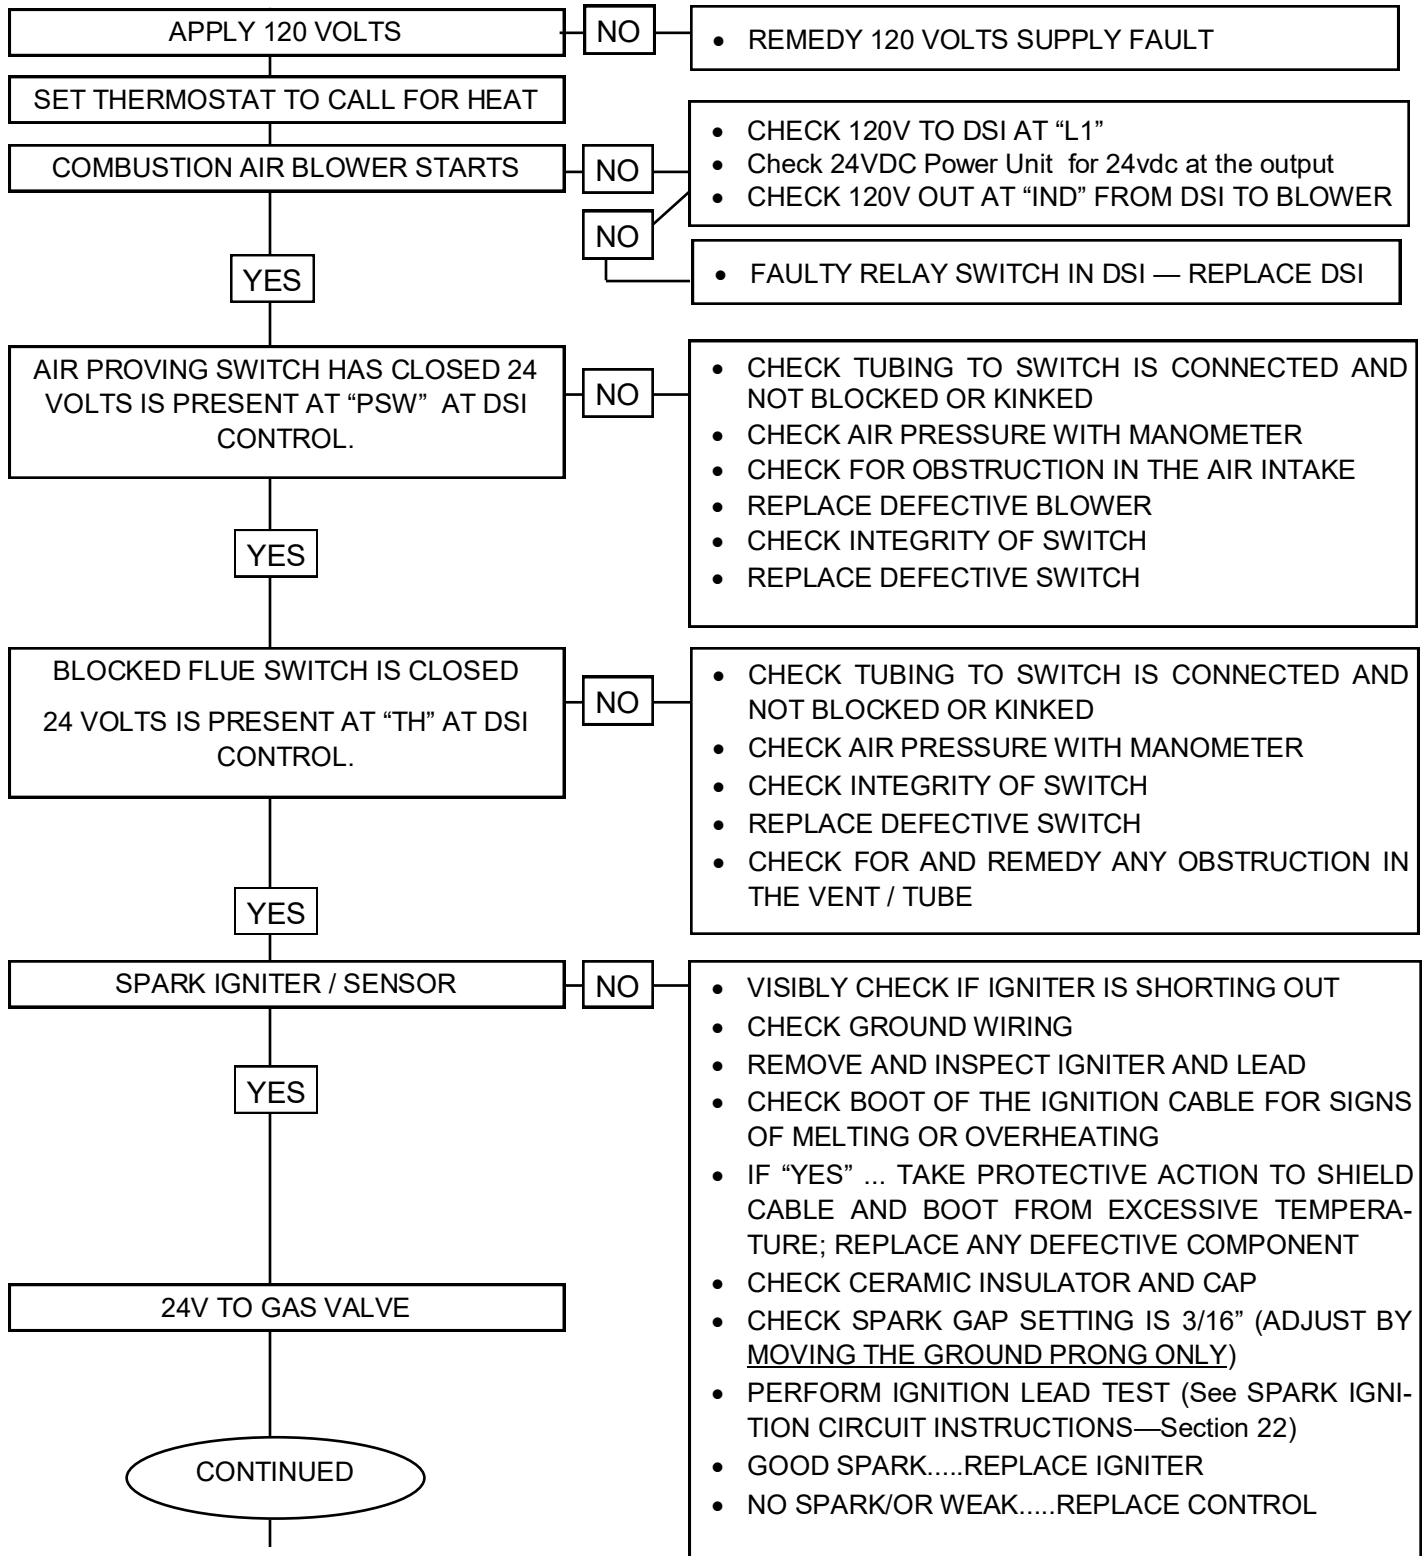 APPLY 120 VOLTS
NO
• REMEDY 120 VOLTS SUPPLY FAULT
SET THERMOSTAT TO CALL FOR HEAT
COMBUSTION AIR BLOWER STARTS
NO
• CHECK 120V TO DSI AT “L1”
• Check 24VDC Power Unit  for 24vdc at the output
• CHECK 120V OUT AT “IND” FROM DSI TO BLOWER
NO
• FAULTY RELAY SWITCH IN DSI — REPLACE DSI
YES
AIR PROVING SWITCH HAS CLOSED 24
VOLTS IS PRESENT AT “PSW”  AT DSI
CONTROL.
NO
• CHECK TUBING TO SWITCH IS CONNECTED AND
NOT BLOCKED OR KINKED
• CHECK AIR PRESSURE WITH MANOMETER
• CHECK FOR OBSTRUCTION IN THE AIR INTAKE
• REPLACE DEFECTIVE BLOWER
• CHECK INTEGRITY OF SWITCH
• REPLACE DEFECTIVE SWITCH
YES
BLOCKED FLUE SWITCH IS CLOSED
24 VOLTS IS PRESENT AT “TH” AT DSI
CONTROL.
NO
• CHECK TUBING TO SWITCH IS CONNECTED AND
NOT BLOCKED OR KINKED
• CHECK AIR PRESSURE WITH MANOMETER
• CHECK INTEGRITY OF SWITCH
• REPLACE DEFECTIVE SWITCH
• CHECK FOR AND REMEDY ANY OBSTRUCTION IN
THE VENT / TUBE
YES
SPARK IGNITER / SENSOR
NO
• VISIBLY CHECK IF IGNITER IS SHORTING OUT
• CHECK GROUND WIRING
• REMOVE AND INSPECT IGNITER AND LEAD
• CHECK BOOT OF THE IGNITION CABLE FOR SIGNS
OF MELTING OR OVERHEATING
• IF “YES” ... TAKE PROTECTIVE ACTION TO SHIELD
CABLE AND BOOT FROM EXCESSIVE TEMPERA-
TURE; REPLACE ANY DEFECTIVE COMPONENT
• CHECK CERAMIC INSULATOR AND CAP
• CHECK SPARK GAP SETTING IS 3/16” (ADJUST BY
MOVING THE GROUND PRONG ONLY)
• PERFORM IGNITION LEAD TEST (See SPARK IGNI-
TION CIRCUIT INSTRUCTIONS—Section 22)
• GOOD SPARK.....REPLACE IGNITER
• NO SPARK/OR WEAK.....REPLACE CONTROL
YES
24V TO GAS VALVE
CONTINUED